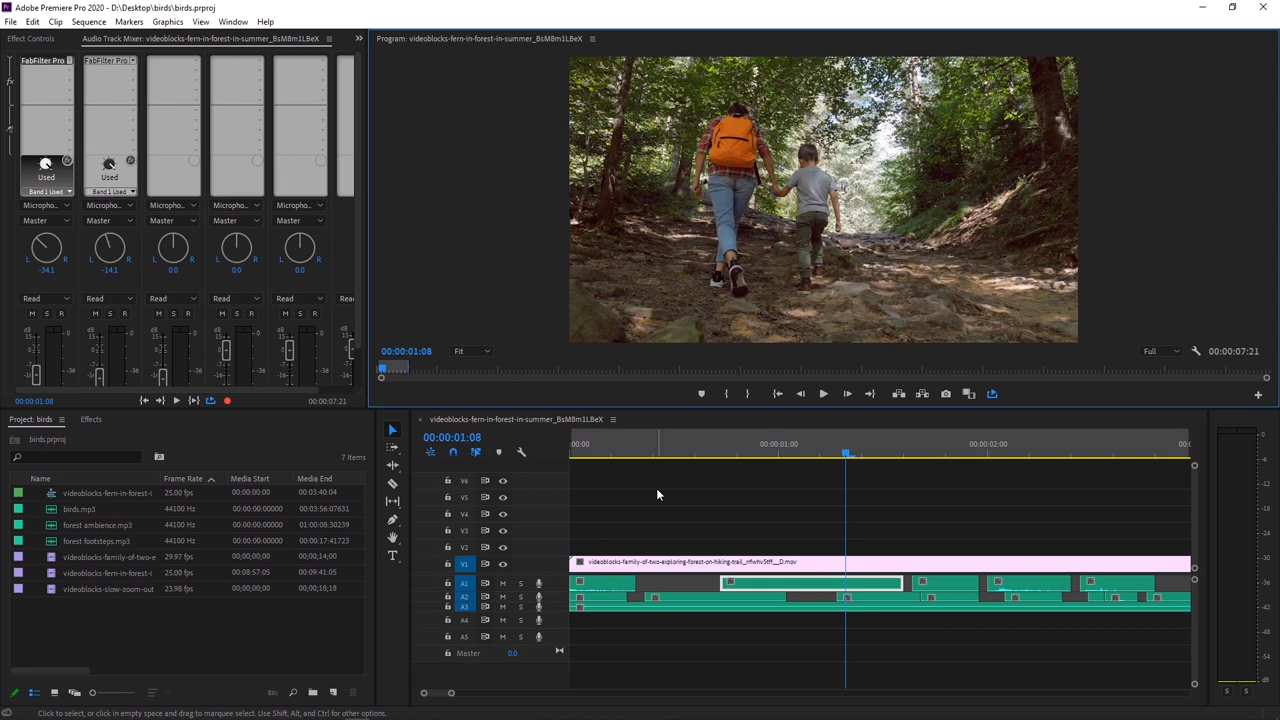 Adobe Premiere Pro 2020 - D:\Desktop\birds\birds.prproj
File Edit Clip Sequence Markers Graphics View Window Help
Effect Controls Audio Track Mixer: videoblocks-fern-in-forest-in-summer_BsM8m1LBeX
Program: videoblocks-fern-in-forest-in-summer_BsM8m1LBeX
FabFilter Pro FabFilter Pro
Used Used
Band 1 Used Band 1 Used
Micropho... Micropho... Micropho... Micropho... Micropho...
Master Master Master Master Master
L R L R L R L R L R
-34.1 -14.1 0.0 0.0 0.0
Read Read Read Read Read
M S R M S R M S R M S R M S R
00:00:01:08 00:00:07:21
00:00:01:08 Fit Full 00:00:07:21
Project: birds Effects
birds.prproj
7 Items
Name Frame Rate Media Start Media End
videoblocks-fern-in-forest-i 25.00 fps 00:00:00:00 00:03:40:04
birds.mp3 44100 Hz 00:00:00:00000 00:03:56:07631
forest ambience.mp3 44100 Hz 00:00:00:00000 01:00:08:30239
forest footsteps.mp3 44100 Hz 00:00:00:00000 00:00:17:41723
videoblocks-family-of-two-e 29.97 fps 00;00;00;00 00;00;14;00
videoblocks-fern-in-forest-i 25.00 fps 00:08:57:05 00:09:41:05
videoblocks-slow-zoom-out 23.98 fps 00;00;00;00 00;00;18;18
videoblocks-fern-in-forest-in-summer_BsM8m1LBeX
00:00:01:08
:00:00 00:00:01:00 00:00:02:00
V6
V5
V4
V3
V2
V1 videoblocks-family-of-two-exploring-forest-on-hiking-trail_rrfwhvStff__D.mov
A1 M S
A2 M S
A3 M S
A4 M S
A5 M S
Master 0.0
0
-6
-12
-18
-24
-30
-36
-42
-48
-54
dB
S S
Click to select, or click in empty space and drag to marquee select. Use Shift, Alt, and Ctrl for other options.